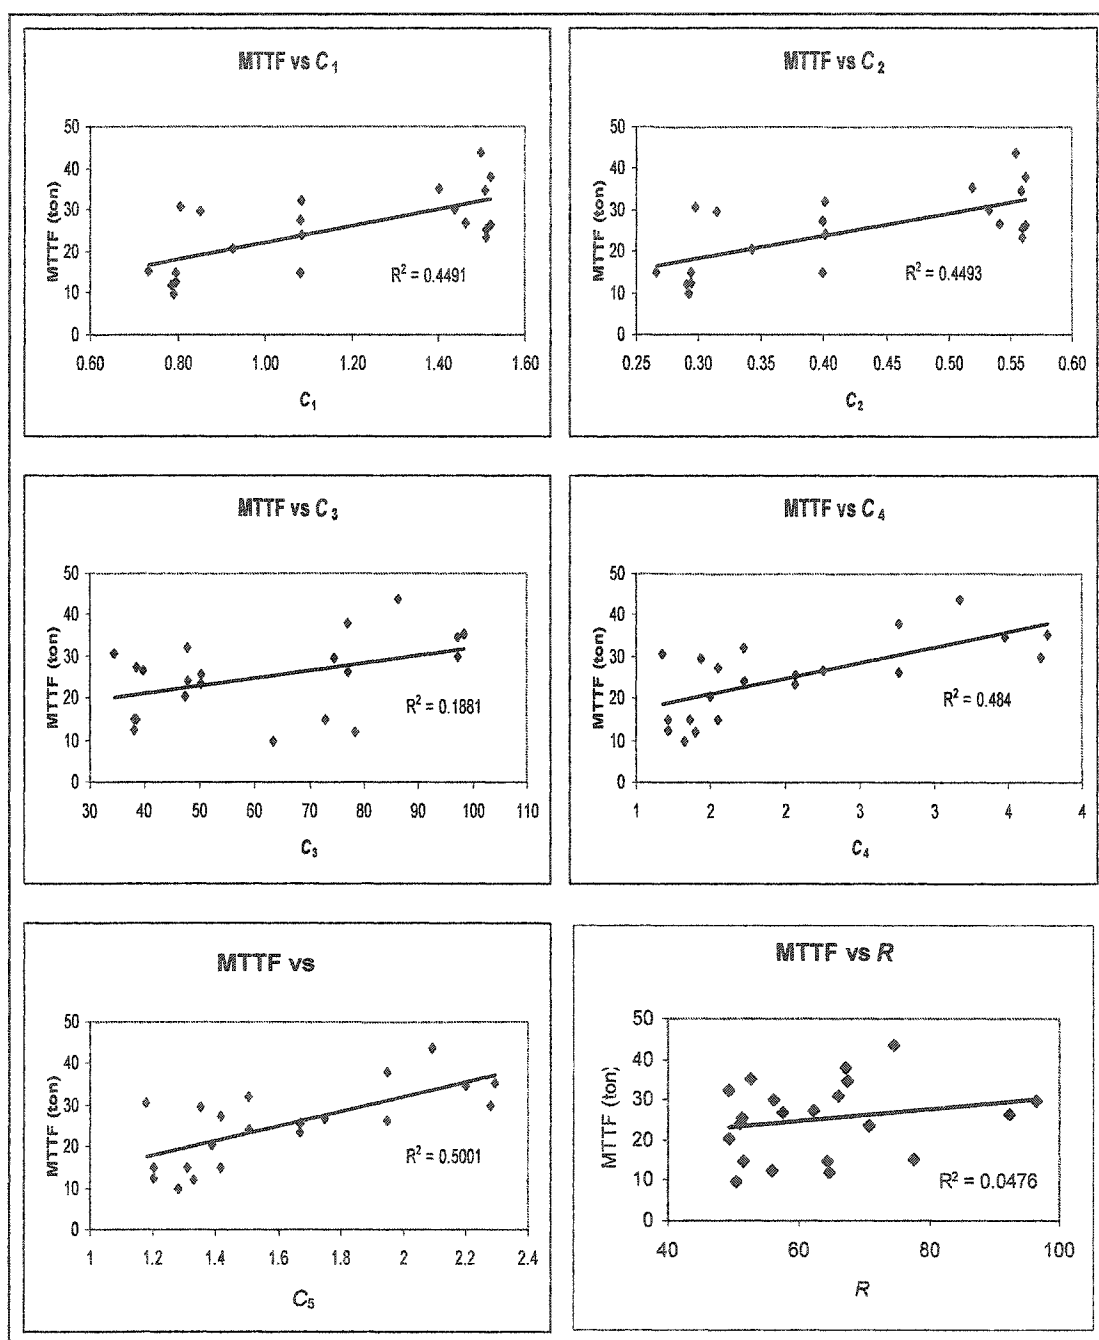 MTTF vs C1
MTTF (ton)
50
40
30
20
10
0
R² = 0.4491
0.60 0.80 1.00 1.20 1.40 1.60
C1
MTTF vs C2
MTTF (ton)
50
40
30
20
10
0
R² = 0.4493
0.25 0.30 0.35 0.40 0.45 0.50 0.55 0.60
C2
MTTF vs C3
MTTF (ton)
50
40
30
20
10
0
R² = 0.1881
30 40 50 60 70 80 90 100 110
C3
MTTF vs C4
MTTF (ton)
50
40
30
20
10
0
R² = 0.484
1 2 2 3 3 4 4
C4
MTTF vs
MTTF (ton)
50
40
30
20
10
0
R² = 0.5001
1 1.2 1.4 1.6 1.8 2 2.2 2.4
C5
MTTF vs R
MTTF (ton)
50
40
30
20
10
0
R² = 0.0476
40 60 80 100
R